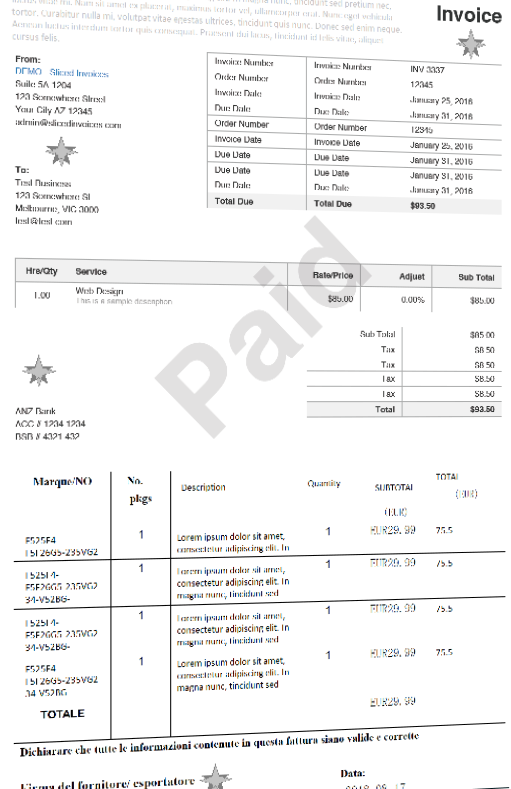 luctus elit mi. Nam sit amet ex placerat, maximus tortor vel, ullamcorper erat. Nunc eget vehicula
tortor. Curabitur nulla mi, volutpat vitae egestas ultrices, tincidunt quis nunc. Donec sed enim neque.
Aenean luctus interdum tortor quis consequat. Praesent dui lacus, tincidunt id felis vitae, aliquet
cursus felis.
Invoice
From:
DEMO - Sliced Invoices
Suite 5A-1204
123 Somewhere Street
Your City AZ 12345
admin@slicedinvoices.com
To:
Test Business
123 Somewhere St
Melbourne, VIC 3000
test@test.com
Invoice Number Invoice Number INV-3337
Order Number Order Number 12345
Invoice Date Invoice Date January 25, 2016
Due Date Due Date January 31, 2016
Order Number Order Number 12345
Invoice Date Invoice Date January 25, 2016
Due Date Due Date January 31, 2016
Due Date Due Date January 31, 2016
Due Date Due Date January 31, 2016
Total Due Total Due $93.50
Hrs/Qty Service Rate/Price Adjust Sub Total
1.00 Web Design $85.00 0.00% $85.00
This is a sample description
Paid
Sub Total $85.00
Tax $8.50
Tax $8.50
Tax $8.50
Tax $8.50
Total $93.50
ANZ Bank
ACC # 1234 1234
BSB # 4321 432
Marque/NO No. pkgs Description Quantity SUBTOTAL (EUR) TOTAL (EUR)
F525F4 1 Lorem ipsum dolor sit amet, 1 EUR29.99 75.5
F5F26G5-235VG2 consectetur adipiscing elit. In
F525F4- 1 Lorem ipsum dolor sit amet, 1 EUR29.99 75.5
F5F26G5-235VG2 consectetur adipiscing elit. In
34-V52BG- magna nunc, tincidunt sed
F525F4- 1 Lorem ipsum dolor sit amet, 1 EUR29.99 75.5
F5F26G5-235VG2 consectetur adipiscing elit. In
34-V52BG- magna nunc, tincidunt sed
F525F4 1 Lorem ipsum dolor sit amet, 1 EUR29.99 75.5
F5F26G5-235VG2 consectetur adipiscing elit. In
34-V52BG magna nunc, tincidunt sed
TOTALE EUR29.99
Dichiarare che tutte le informazioni contenute in questa fattura siano valide e corrette
Firma del fornitore/ esportatore Data: